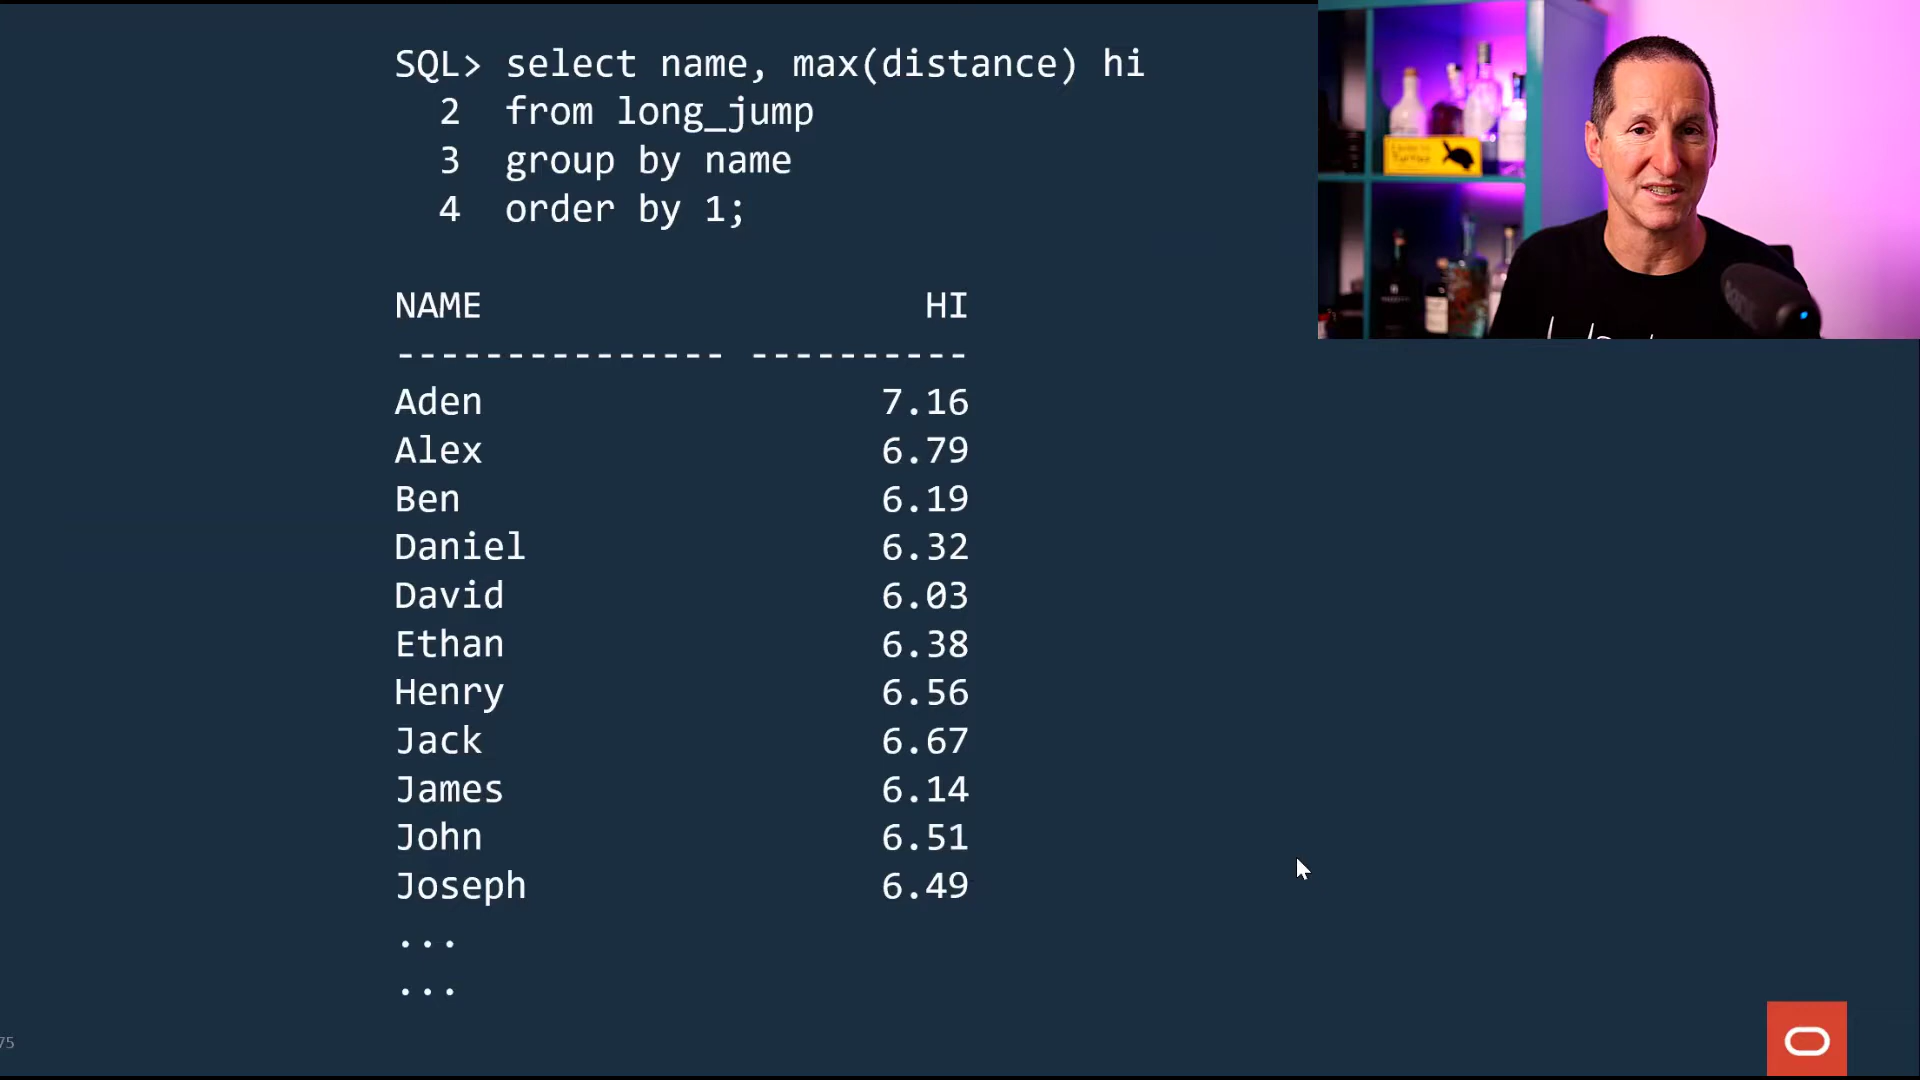 SQL> select name, max(distance) hi
2 from long_jump
3 group by name
4 order by 1;
NAME HI
--------------- ----------
Aden 7.16
Alex 6.79
Ben 6.19
Daniel 6.32
David 6.03
Ethan 6.38
Henry 6.56
Jack 6.67
James 6.14
John 6.51
Joseph 6.49
...
...
75